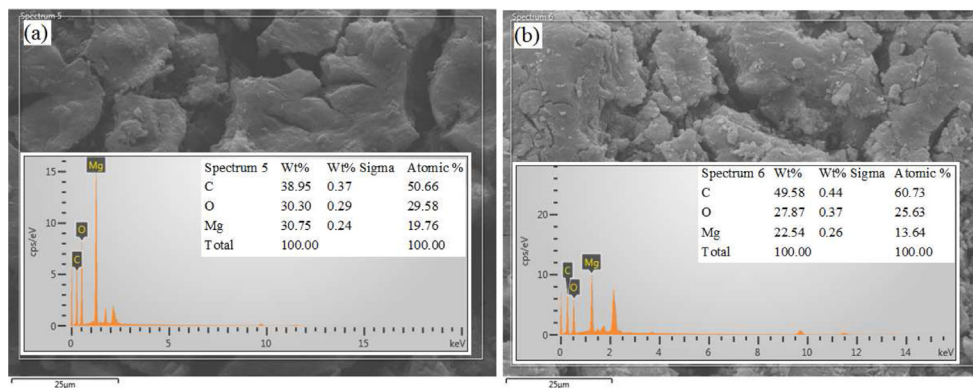 Spectrum 5
(a)
Spectrum 5 Wt% Wt% Sigma Atomic %
C 38.95 0.37 50.66
O 30.30 0.29 29.58
Mg 30.75 0.24 19.76
Total 100.00 100.00
cps/eV
15
10
5
0
Mg
O
C
0 5 10 15 keV
25µm
Spectrum 6
(b)
Spectrum 6 Wt% Wt% Sigma Atomic %
C 49.58 0.44 60.73
O 27.87 0.37 25.63
Mg 22.54 0.26 13.64
Total 100.00 100.00
cps/eV
20
10
0
C
O
Mg
0 2 4 6 8 10 12 14 keV
25µm